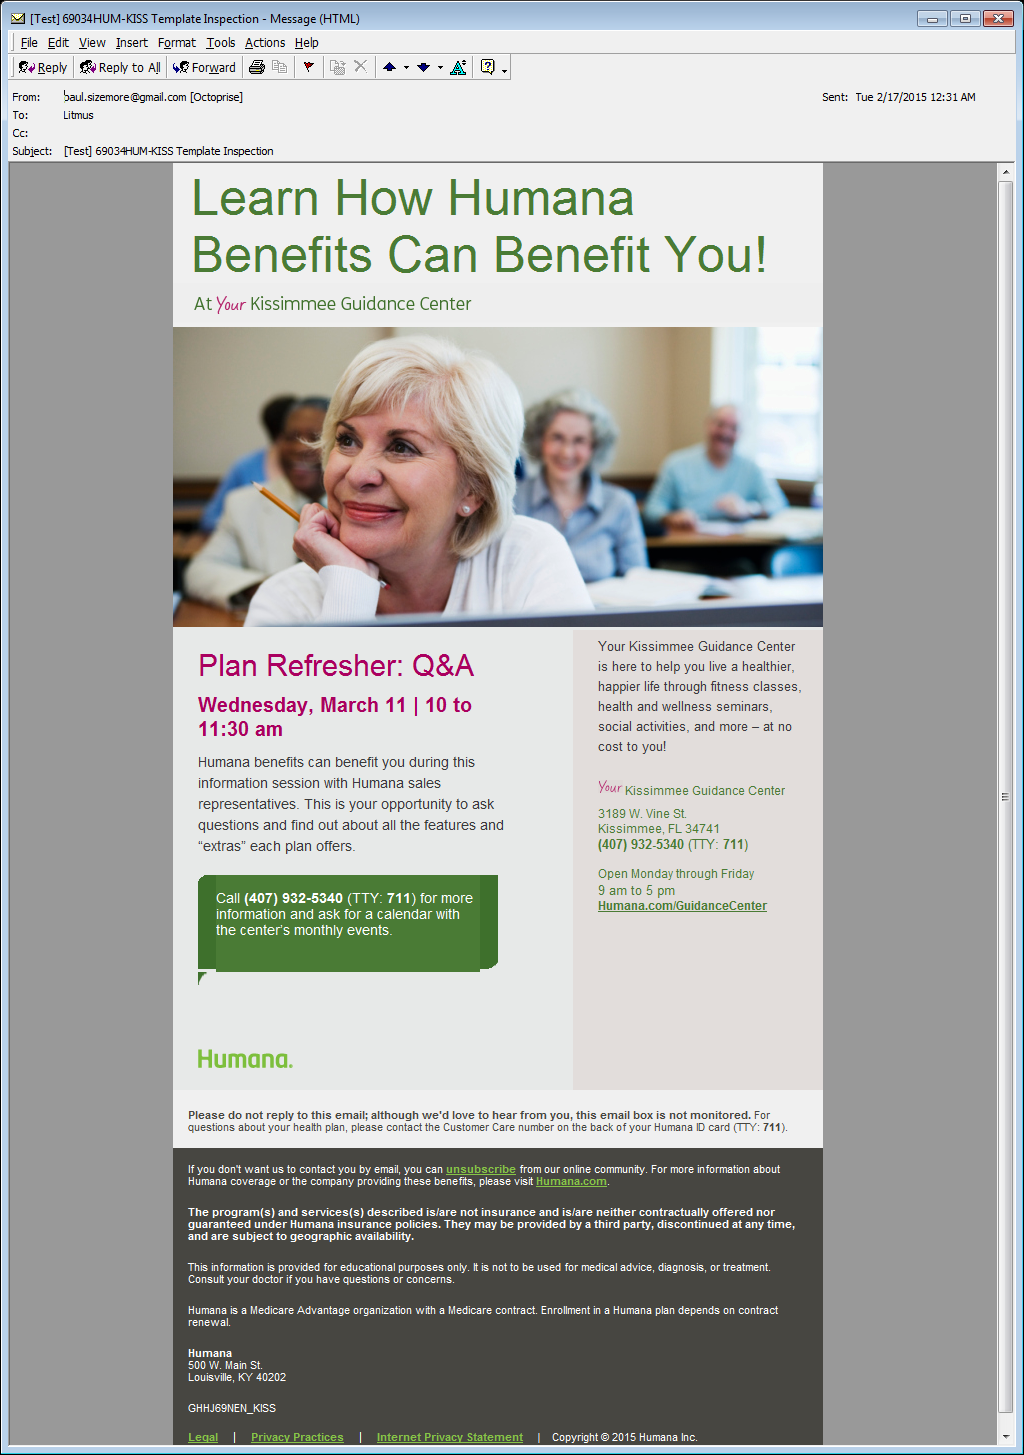 [Test] 69034HUM-KISS Template Inspection - Message (HTML)
File Edit View Insert Format Tools Actions Help
Reply Reply to All Forward
From: paul.sizemore@gmail.com [Octoprise] Sent: Tue 2/17/2015 12:31 AM
To: Litmus
Cc:
Subject: [Test] 69034HUM-KISS Template Inspection
Learn How Humana
Benefits Can Benefit You!
At Your Kissimmee Guidance Center
Plan Refresher: Q&A
Wednesday, March 11 | 10 to
11:30 am
Humana benefits can benefit you during this
information session with Humana sales
representatives. This is your opportunity to ask
questions and find out about all the features and
“extras” each plan offers.
Call (407) 932-5340 (TTY: 711) for more
information and ask for a calendar with
the center's monthly events.
Humana.
Your Kissimmee Guidance Center
is here to help you live a healthier,
happier life through fitness classes,
health and wellness seminars,
social activities, and more – at no
cost to you!
Your Kissimmee Guidance Center
3189 W. Vine St.
Kissimmee, FL 34741
(407) 932-5340 (TTY: 711)
Open Monday through Friday
9 am to 5 pm
Humana.com/GuidanceCenter
Please do not reply to this email; although we'd love to hear from you, this email box is not monitored. For
questions about your health plan, please contact the Customer Care number on the back of your Humana ID card (TTY: 711).
If you don't want us to contact you by email, you can unsubscribe from our online community. For more information about
Humana coverage or the company providing these benefits, please visit Humana.com.
The program(s) and services(s) described is/are not insurance and is/are neither contractually offered nor
guaranteed under Humana insurance policies. They may be provided by a third party, discontinued at any time,
and are subject to geographic availability.
This information is provided for educational purposes only. It is not to be used for medical advice, diagnosis, or treatment.
Consult your doctor if you have questions or concerns.
Humana is a Medicare Advantage organization with a Medicare contract. Enrollment in a Humana plan depends on contract
renewal.
Humana
500 W. Main St.
Louisville, KY 40202
GHHJ69NEN_KISS
Legal | Privacy Practices | Internet Privacy Statement | Copyright © 2015 Humana Inc.